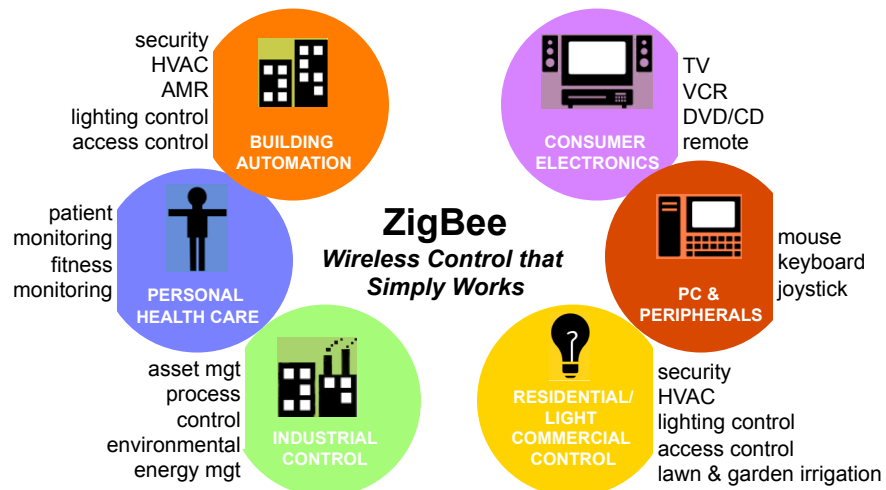 security
HVAC
AMR
lighting control
access control
BUILDING
AUTOMATION
CONSUMER
ELECTRONICS
TV
VCR
DVD/CD
remote
patient
monitoring
fitness
monitoring
PERSONAL
HEALTH CARE
ZigBee
Wireless Control that
Simply Works
PC &
PERIPHERALS
mouse
keyboard
joystick
asset mgt
process
control
environmental
energy mgt
INDUSTRIAL
CONTROL
RESIDENTIAL/
LIGHT
COMMERCIAL
CONTROL
security
HVAC
lighting control
access control
lawn & garden irrigation